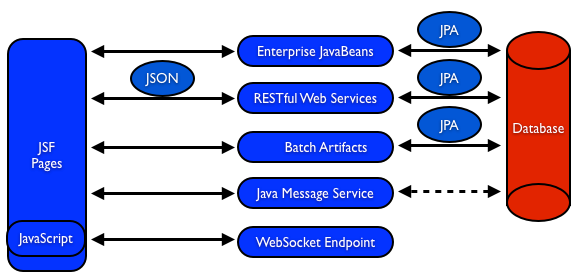 JPA
Enterprise JavaBeans
JSON
JPA
RESTful Web Services
JPA
Database
JSF
Pages
Batch Artifacts
Java Message Service
JavaScript
WebSocket Endpoint